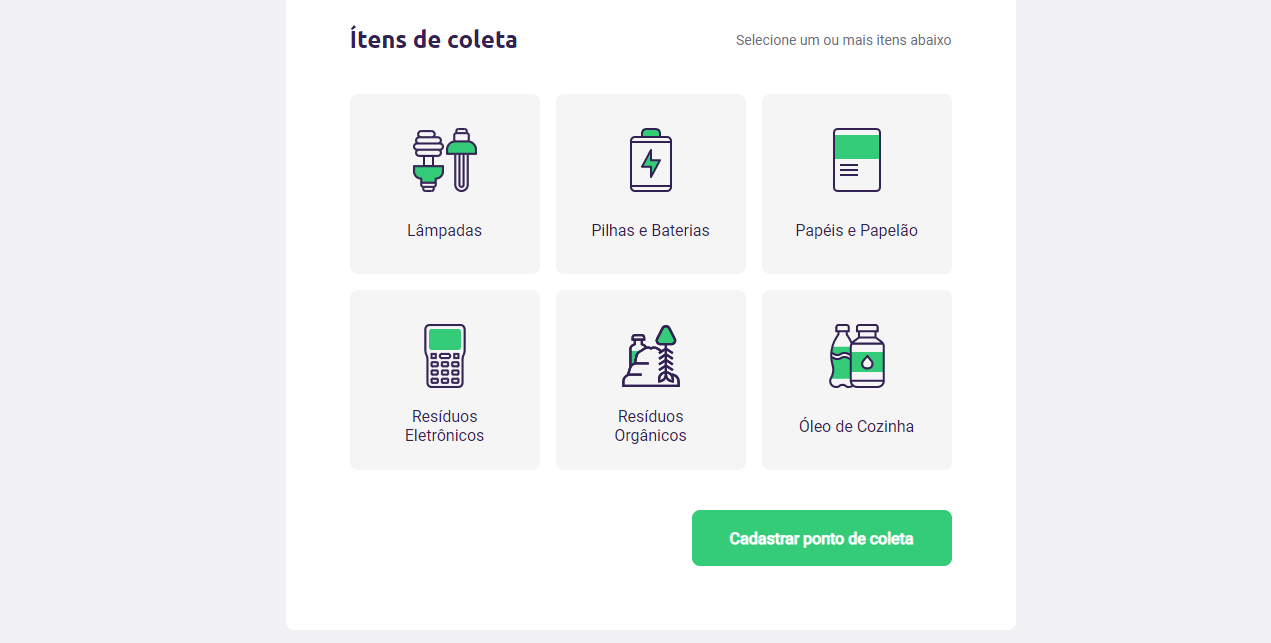 Ítens de coleta
Selecione um ou mais itens abaixo
Lâmpadas
Pilhas e Baterias
Papéis e Papelão
Resíduos
Eletrônicos
Resíduos
Orgânicos
Óleo de Cozinha
Cadastrar ponto de coleta